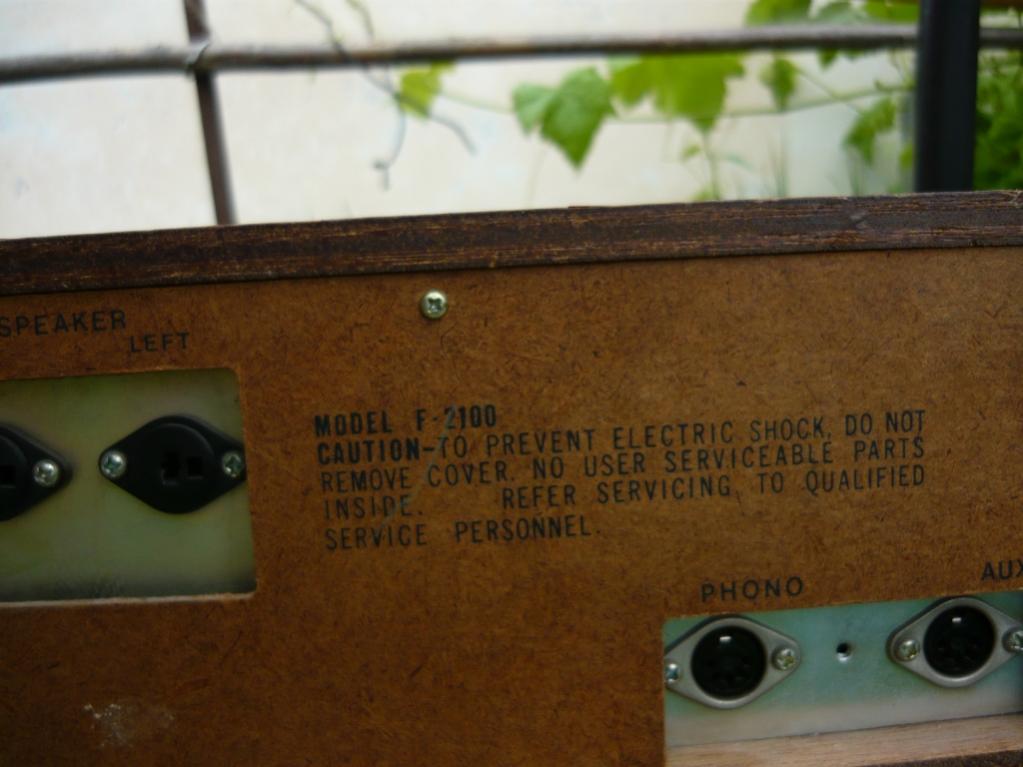 SPEAKER
LEFT
MODEL F-2100
CAUTION-TO PREVENT ELECTRIC SHOCK, DO NOT
REMOVE COVER. NO USER SERVICEABLE PARTS
INSIDE. REFER SERVICING TO QUALIFIED
SERVICE PERSONNEL.
PHONO
AUX